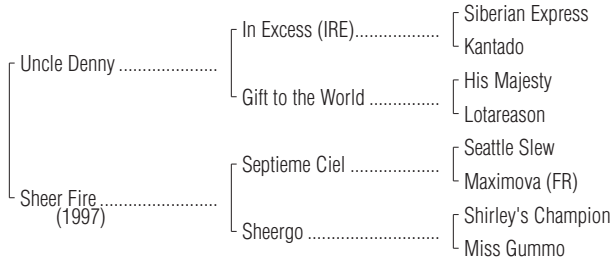 Siberian Express
In Excess (IRE)...................
Kantado
Uncle Denny ......................
His Majesty
Gift to the World ................
Lotareason
Seattle Slew
Septieme Ciel ....................
Maximova (FR)
Sheer Fire..........................
(1997)
Shirley's Champion
Sheergo ..............................
Miss Gummo